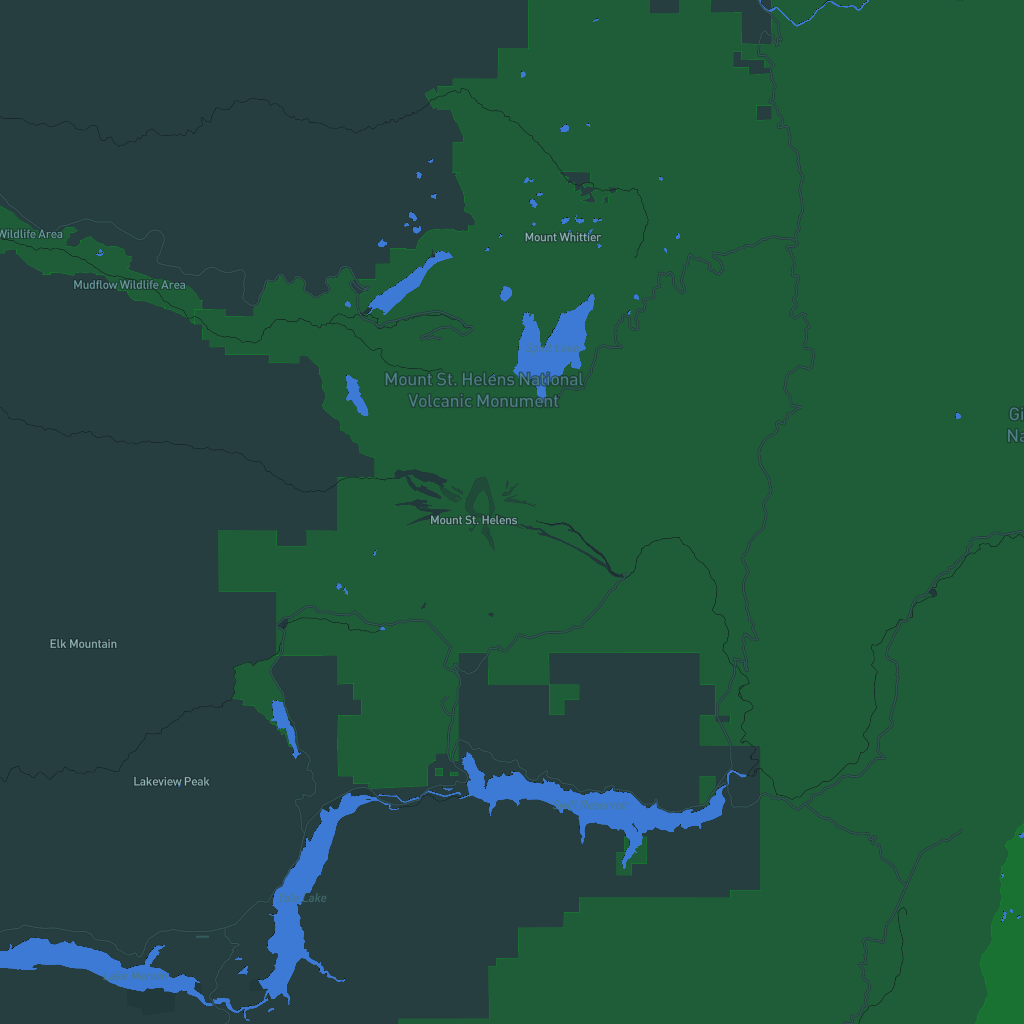 Wildlife Area
Mount Whittier
Mudflow Wildlife Area
Mount St. Helens National
Volcanic Monument
Mount St. Helens
Elk Mountain
Lakeview Peak
Lake